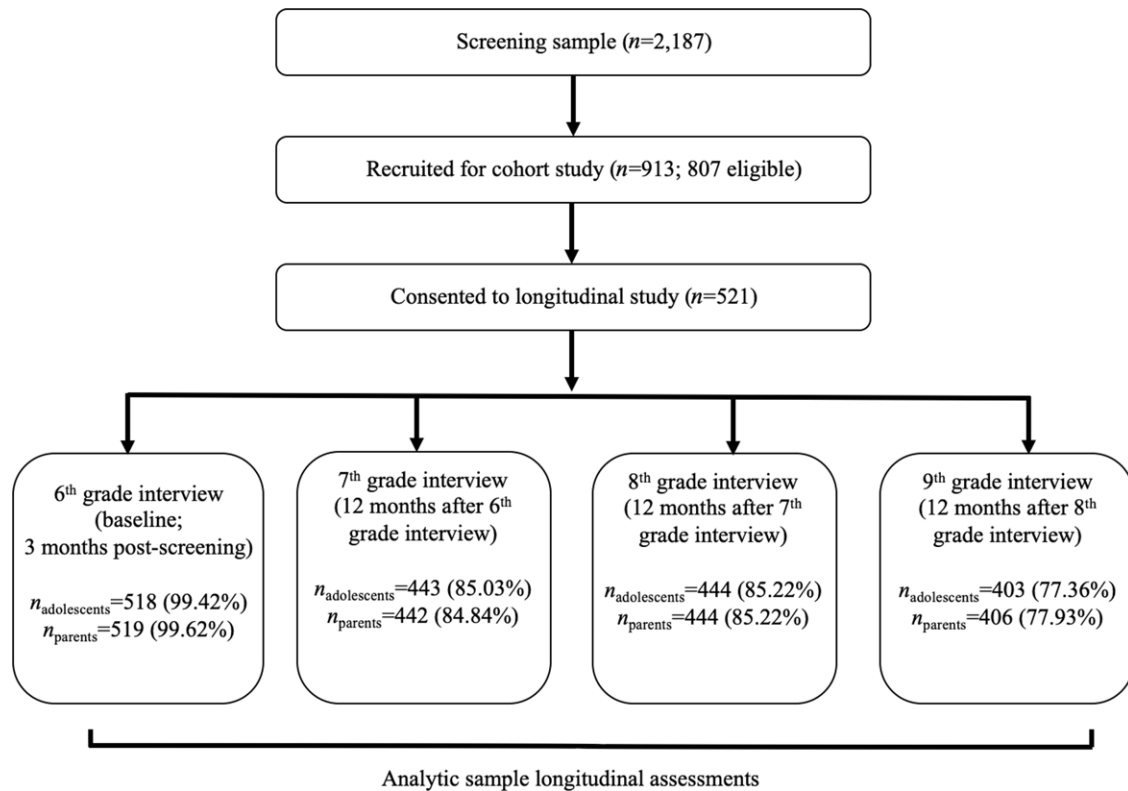 Screening sample (n=2,187)
Recruited for cohort study (n=913; 807 eligible)
Consented to longitudinal study (n=521)
6th grade interview
(baseline;
3 months post-screening)
nadolescents=518 (99.42%)
nparents=519 (99.62%)
7th grade interview
(12 months after 6th
grade interview)
nadolescents=443 (85.03%)
nparents=442 (84.84%)
8th grade interview
(12 months after 7th
grade interview)
nadolescents=444 (85.22%)
nparents=444 (85.22%)
9th grade interview
(12 months after 8th
grade interview)
nadolescents=403 (77.36%)
nparents=406 (77.93%)
Analytic sample longitudinal assessments